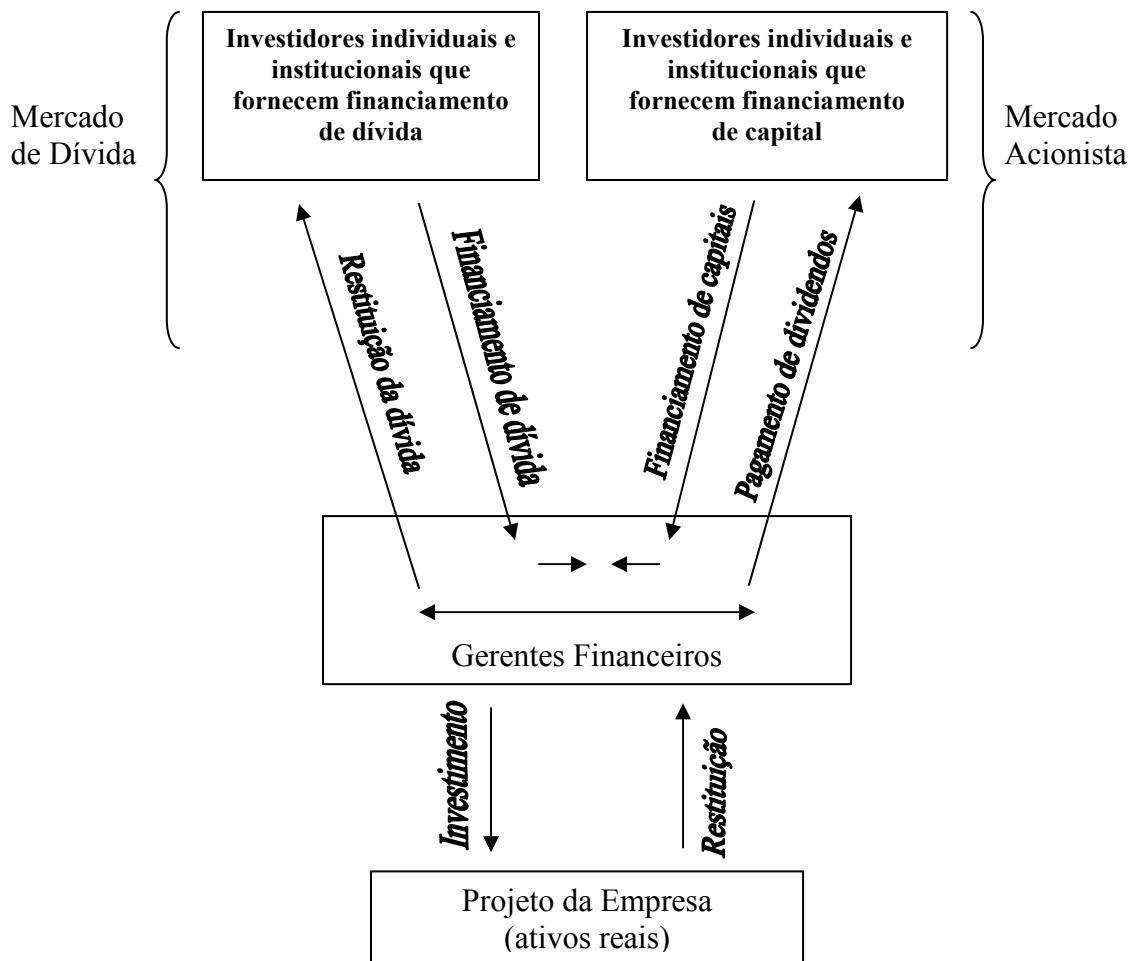 Investidores individuais e
institucionais que
fornecem financiamento
de dívida
Investidores individuais e
institucionais que
fornecem financiamento
de capital
Mercado
de Dívida
Mercado
Acionista
Restituição da dívida
Financiamento de dívida
Financiamento de capitais
Pagamento de dividendos
Gerentes Financeiros
Investimento
Restituição
Projeto da Empresa
(ativos reais)